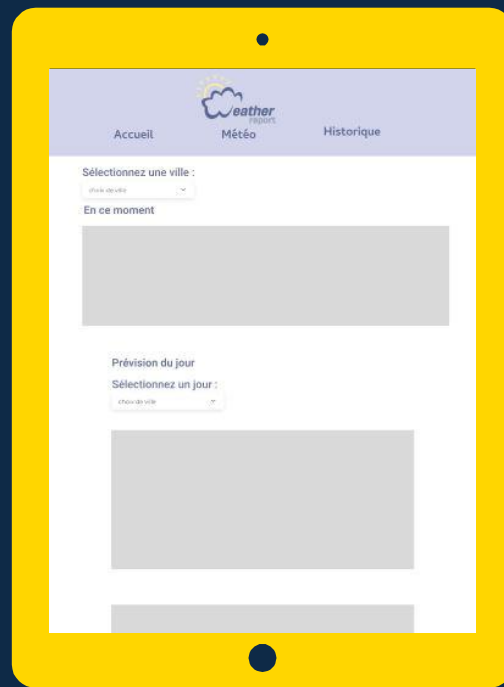 Weather
report
Accueil Météo Historique
Sélectionnez une ville :
choix de ville
En ce moment
Prévision du jour
Sélectionnez un jour :
choix de ville